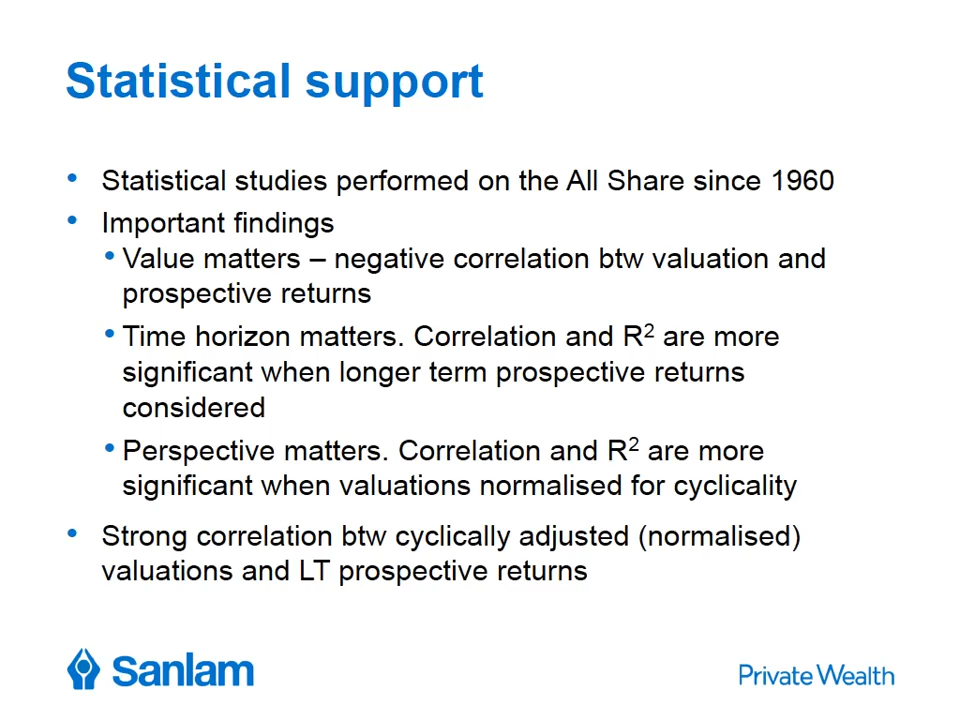 Statistical support
• Statistical studies performed on the All Share since 1960
• Important findings
• Value matters – negative correlation btw valuation and
prospective returns
• Time horizon matters. Correlation and R² are more
significant when longer term prospective returns
considered
• Perspective matters. Correlation and R² are more
significant when valuations normalised for cyclicality
• Strong correlation btw cyclically adjusted (normalised)
valuations and LT prospective returns
Sanlam
Private Wealth